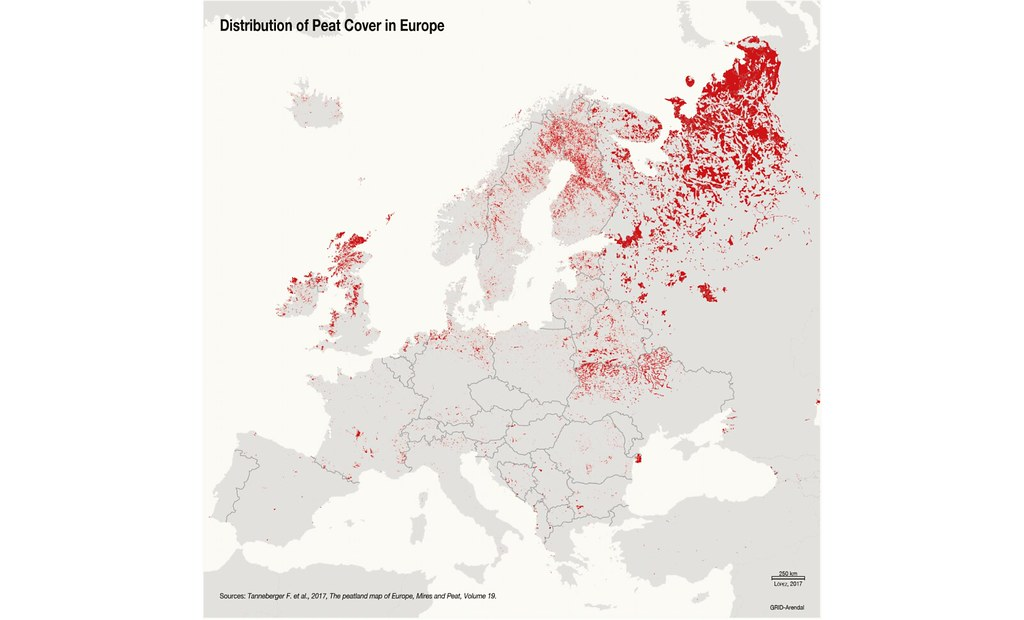 Distribution of Peat Cover in Europe
250 km
López, 2017
Sources: Tanneberger F. et al., 2017, The peatland map of Europe, Mires and Peat, Volume 19.
GRID-Arendal